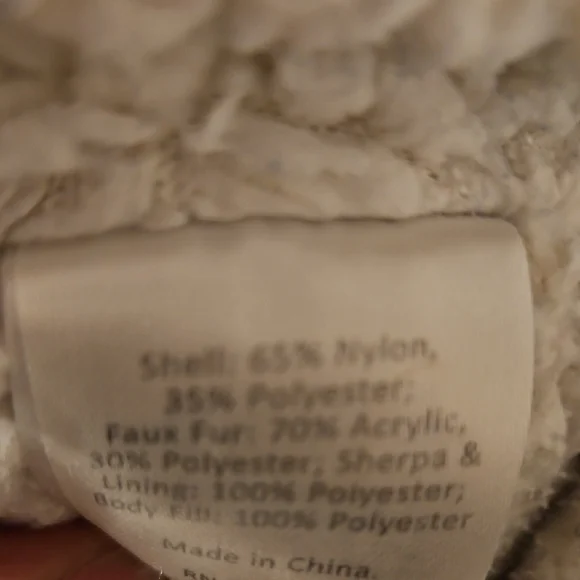 Shell: 65% Nylon,
35% Polyester;
Faux Fur: 70% Acrylic,
30% Polyester; Sherpa &
Lining: 100% Polyester;
Body Fill: 100% Polyester
Made in China.
RN